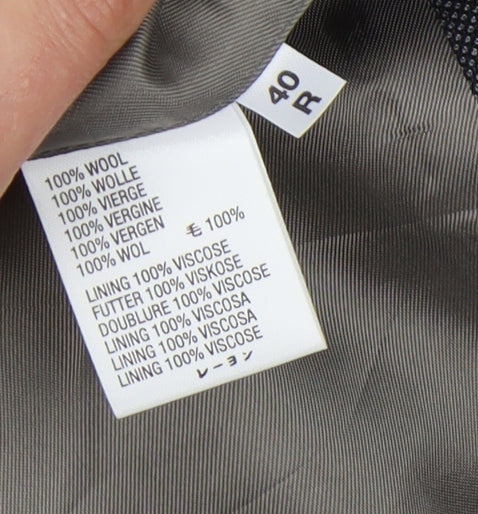 40
R
100% WOOL
100% WOLLE
100% VIERGE
100% VERGINE
100% VERGEN
100% WOL
毛 100%
LINING 100% VISCOSE
FUTTER 100% VISKOSE
DOUBLURE 100% VISCOSE
LINING 100% VISCOSA
LINING 100% VISCOSA
LINING 100% VISCOSE
レーヨン